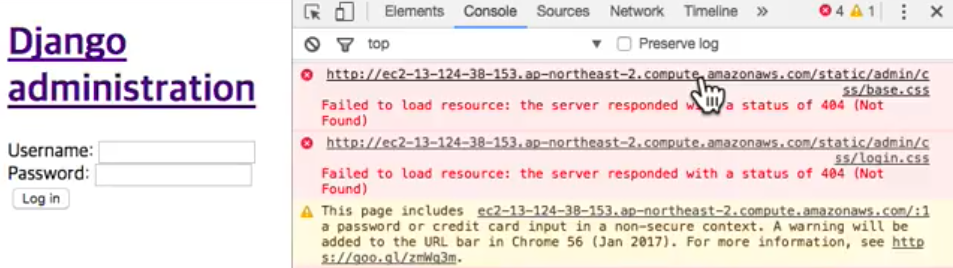 Django
administration
Username:
Password:
Log in
Elements Console Sources Network Timeline » 4 1
top Preserve log
http://ec2-13-124-38-153.ap-northeast-2.compute.amazonaws.com/static/admin/c
ss/base.css
Failed to load resource: the server responded with a status of 404 (Not
Found)
http://ec2-13-124-38-153.ap-northeast-2.compute.amazonaws.com/static/admin/c
ss/login.css
Failed to load resource: the server responded with a status of 404 (Not
Found)
This page includes ec2-13-124-38-153.ap-northeast-2.compute.amazonaws.com/:1
a password or credit card input in a non-secure context. A warning will be
added to the URL bar in Chrome 56 (Jan 2017). For more information, see http
s://goo.gl/zmWq3m.